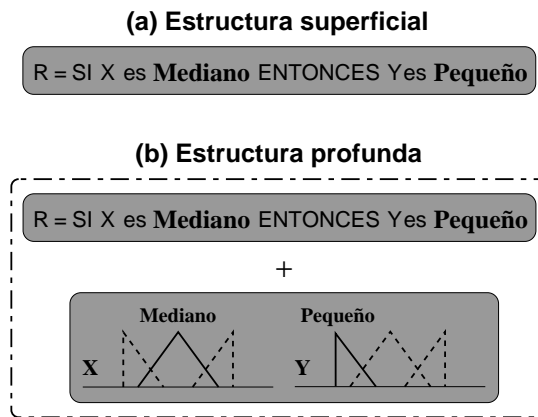 (a) Estructura superficial
R = SI X es Mediano ENTONCES Yes Pequeño
(b) Estructura profunda
R = SI X es Mediano ENTONCES Yes Pequeño
+
Mediano
Pequeño
X
Y